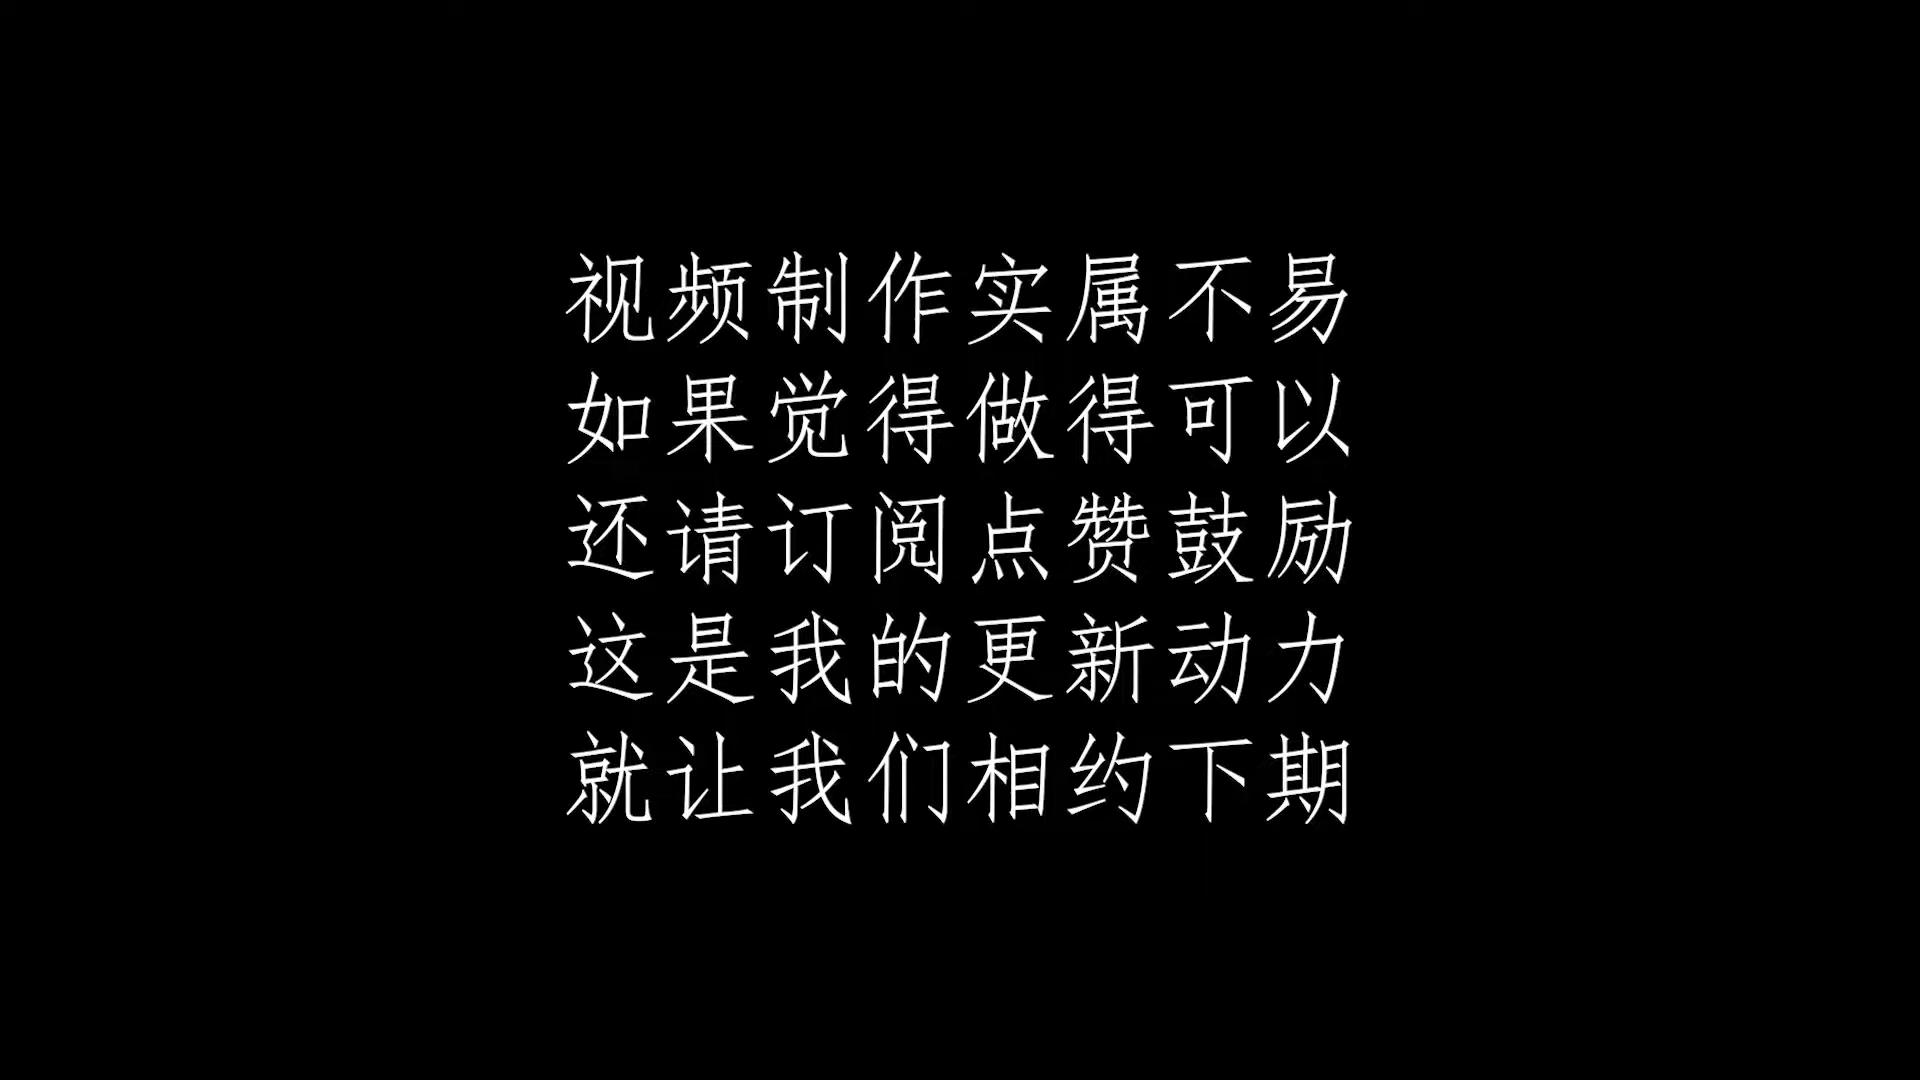 视频制作实属不易
如果觉得做得可以
还请订阅点赞鼓励
这是我的更新动力
就让我们相约下期